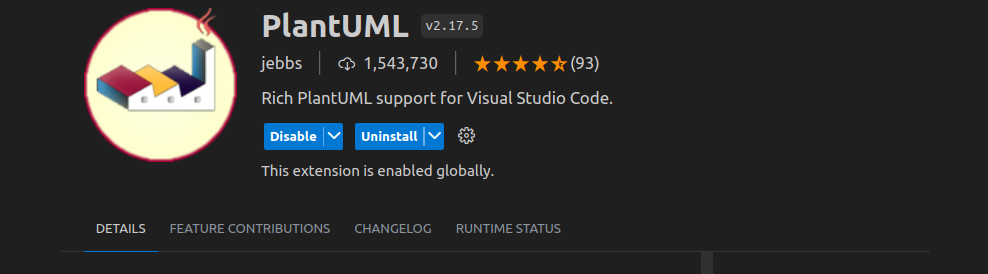 PlantUML v2.17.5
jebbs 1,543,730 (93)
Rich PlantUML support for Visual Studio Code.
Disable Uninstall
This extension is enabled globally.
DETAILS FEATURE CONTRIBUTIONS CHANGELOG RUNTIME STATUS